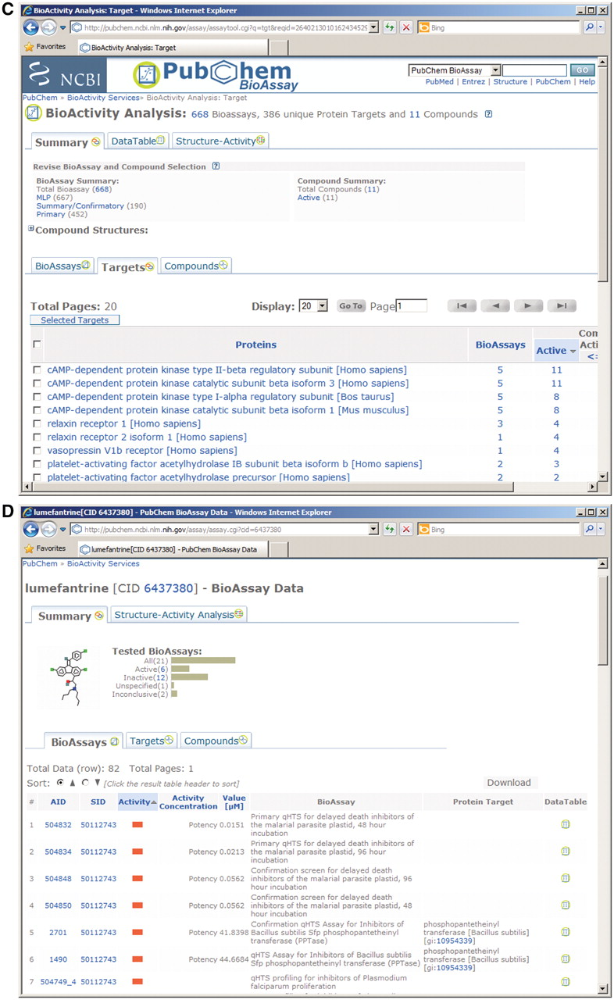 C
BioActivity Analysis: Target - Windows Internet Explorer
http://pubchem.ncbi.nlm.nih.gov/assay/assaytool.cgi?q=tgt&reqid=2640213010162434529
Bing
Favorites
BioActivity Analysis: Target
NCBI
PubChem
BioAssay
PubChem BioAssay
GO
PubMed | Entrez | Structure | PubChem | Help
PubChem » BioActivity Services» BioActivity Analysis: Target
BioActivity Analysis: 668 Bioassays, 386 unique Protein Targets and 11 Compounds ?
Summary DataTable Structure-Activity
Revise BioAssay and Compound Selection ?
BioAssay Summary:
Total Bioassay (668)
MLP (667)
Summary/Confirmatory (190)
Primary (452)
Compound Summary:
Total Compounds (11)
Active (11)
Compound Structures:
BioAssays Targets Compounds
Total Pages: 20 Display: 20 Go To Page 1
Selected Targets
Proteins BioAssays Active Com
Acti
<:
cAMP-dependent protein kinase type II-beta regulatory subunit [Homo sapiens] 5 11
cAMP-dependent protein kinase catalytic subunit beta isoform 3 [Homo sapiens] 5 11
cAMP-dependent protein kinase type I-alpha regulatory subunit [Bos taurus] 5 8
cAMP-dependent protein kinase catalytic subunit beta isoform 1 [Mus musculus] 5 8
relaxin receptor 1 [Homo sapiens] 3 4
relaxin receptor 2 isoform 1 [Homo sapiens] 1 4
vasopressin V1b receptor [Homo sapiens] 1 4
platelet-activating factor acetylhydrolase IB subunit beta isoform b [Homo sapiens] 2 3
platelet-activating factor acetylhydrolase precursor [Homo sapiens] 2 2
D
lumefantrine[CID 6437380] - PubChem BioAssay Data - Windows Internet Explorer
http://pubchem.ncbi.nlm.nih.gov/assay/assay.cgi?cid=6437380
Bing
Favorites
lumefantrine[CID 6437380] - PubChem BioAssay Data
PubChem » BioActivity Services
lumefantrine [CID 6437380] - BioAssay Data
Summary Structure-Activity Analysis
Tested BioAssays:
All(21)
Active(6)
Inactive(12)
Unspecified(1)
Inconclusive(2)
BioAssays Targets Compounds
Total Data (row): 82 Total Pages: 1
Sort: ▲ ▼ [Click the result table header to sort] Download
# AID SID Activity Activity Concentration Value [µM] BioAssay Protein Target DataTable
1 504832 50112743 Potency 0.0151 Primary qHTS for delayed death inhibitors of
the malarial parasite plastid, 48 hour
incubation
2 504834 50112743 Potency 0.0213 Primary qHTS for delayed death inhibitors of
the malarial parasite plastid, 96 hour
incubation
3 504848 50112743 Potency 0.0562 Confirmation screen for delayed death
inhibitors of the malarial parasite plastid, 96
hour incubation
4 504850 50112743 Potency 0.0562 Confirmation screen for delayed death
inhibitors of the malarial parasite plastid, 48
hour incubation
5 2701 50112743 Potency 41.8398 Confirmation qHTS Assay for Inhibitors of
Bacillus subtilis Sfp phosphopantetheinyl
transferase (PPTase)
phosphopantetheinyl
transferase [Bacillus subtilis]
[gi:10954339]
6 1490 50112743 Potency 44.6684 qHTS Assay for Inhibitors of Bacillus subtilis
Sfp phosphopantetheinyl transferase (PPTase)
phosphopantetheinyl
transferase [Bacillus subtilis]
[gi:10954339]
7 504749_4 50112743 qHTS profiling for inhibitors of Plasmodium
falciparum proliferation